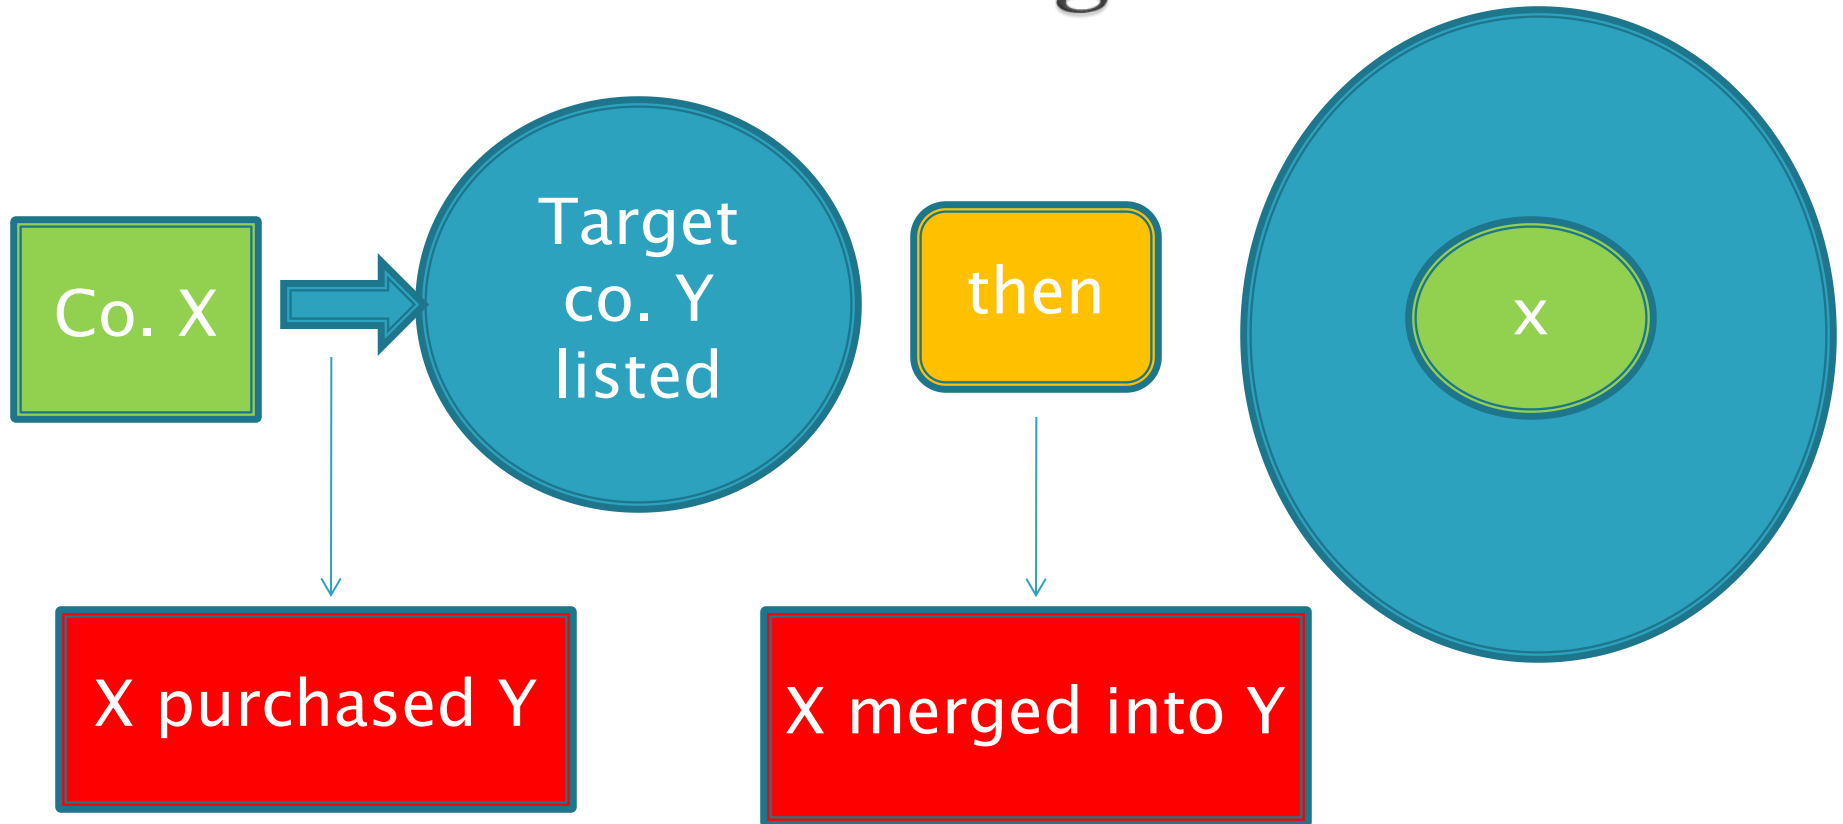 Co. X
Target
co. Y
listed
then
x
X purchased Y
X merged into Y